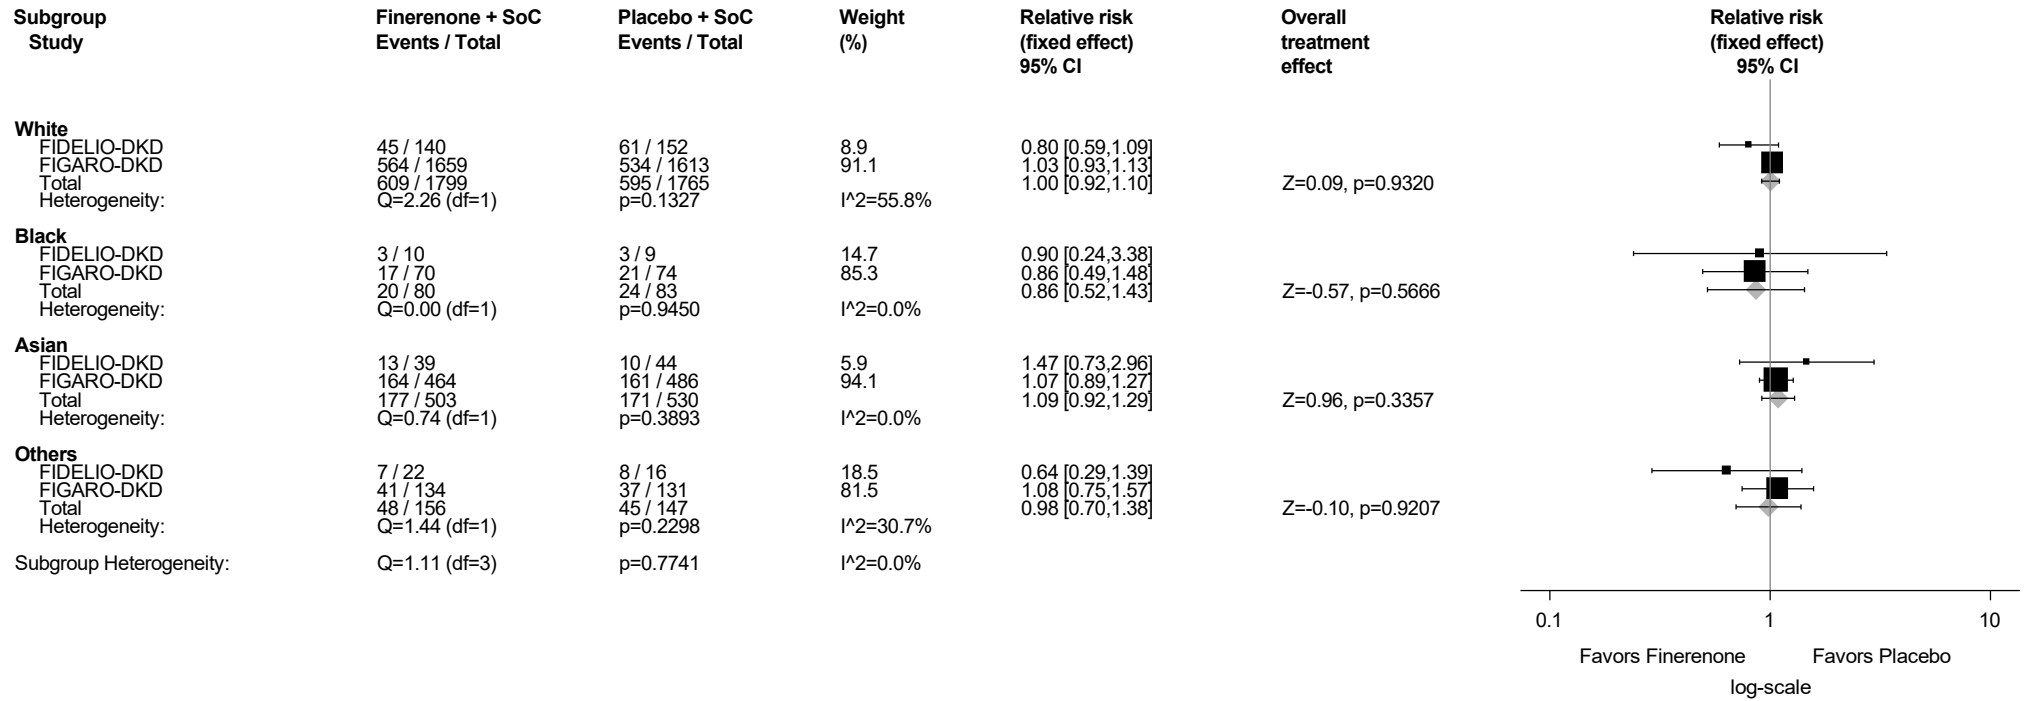 Subgroup Finerenone + SoC Placebo + SoC Weight Relative risk Overall Relative risk
Study Events / Total Events / Total (%) (fixed effect) treatment (fixed effect)
95% CI effect 95% CI
White
FIDELIO-DKD 45 / 140 61 / 152 8.9 0.80 [0.59,1.09]
FIGARO-DKD 564 / 1659 534 / 1613 91.1 1.03 [0.93,1.13]
Total 609 / 1799 595 / 1765 1.00 [0.92,1.10] Z=0.09, p=0.9320
Heterogeneity: Q=2.26 (df=1) p=0.1327 I^2=55.8%
Black
FIDELIO-DKD 3 / 10 3 / 9 14.7 0.90 [0.24,3.38]
FIGARO-DKD 17 / 70 21 / 74 85.3 0.86 [0.49,1.48]
Total 20 / 80 24 / 83 0.86 [0.52,1.43] Z=-0.57, p=0.5666
Heterogeneity: Q=0.00 (df=1) p=0.9450 I^2=0.0%
Asian
FIDELIO-DKD 13 / 39 10 / 44 5.9 1.47 [0.73,2.96]
FIGARO-DKD 164 / 464 161 / 486 94.1 1.07 [0.89,1.27]
Total 177 / 503 171 / 530 1.09 [0.92,1.29] Z=0.96, p=0.3357
Heterogeneity: Q=0.74 (df=1) p=0.3893 I^2=0.0%
Others
FIDELIO-DKD 7 / 22 8 / 16 18.5 0.64 [0.29,1.39]
FIGARO-DKD 41 / 134 37 / 131 81.5 1.08 [0.75,1.57]
Total 48 / 156 45 / 147 0.98 [0.70,1.38] Z=-0.10, p=0.9207
Heterogeneity: Q=1.44 (df=1) p=0.2298 I^2=30.7%
Subgroup Heterogeneity: Q=1.11 (df=3) p=0.7741 I^2=0.0%
0.1 1 10
Favors Finerenone Favors Placebo
log-scale